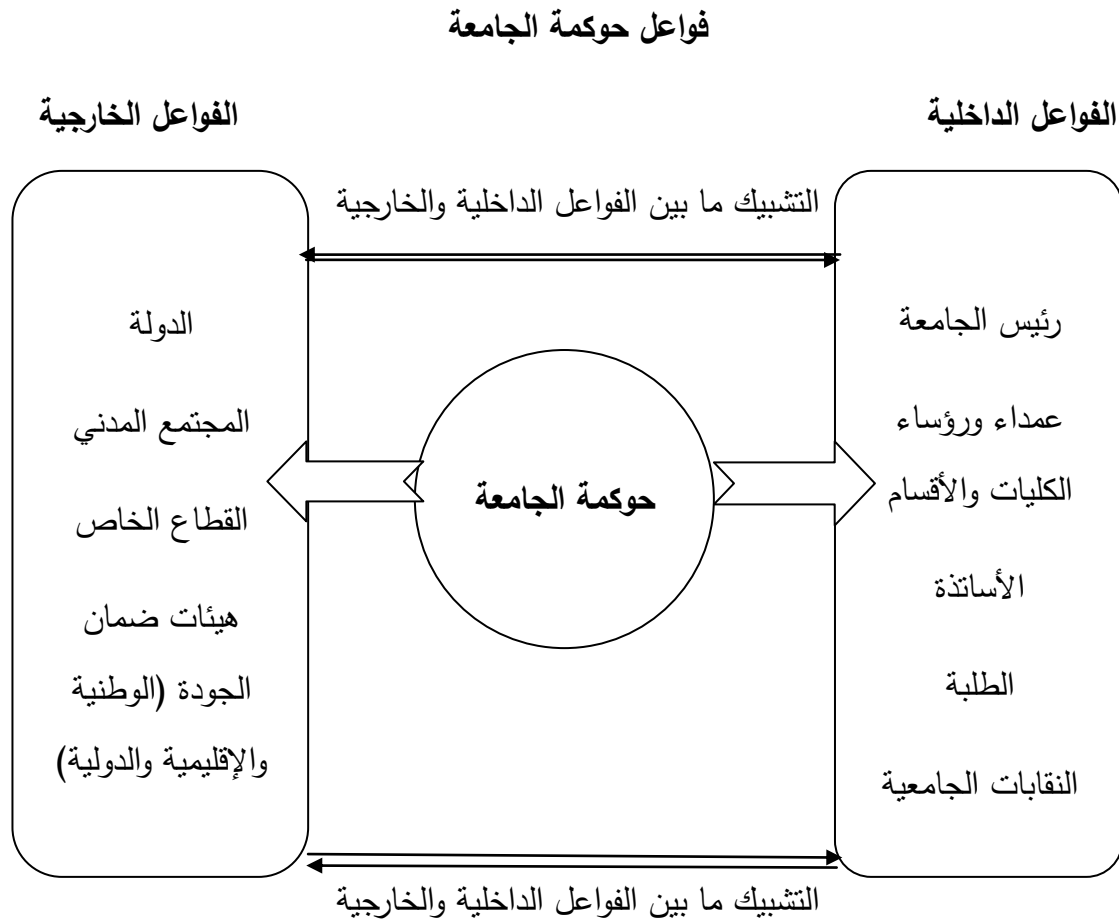 فواعل حوكمة الجامعة
الفواعل الداخلية
الفواعل الخارجية
التشبيك ما بين الفواعل الداخلية والخارجية
رئيس الجامعة
عمداء ورؤساء
الكليات والأقسام
الأساتذة
الطلبة
النقابات الجامعية
حوكمة الجامعة
الدولة
المجتمع المدني
القطاع الخاص
هيئات ضمان
الجودة (الوطنية
والإقليمية والدولية)
التشبيك ما بين الفواعل الداخلية والخارجية